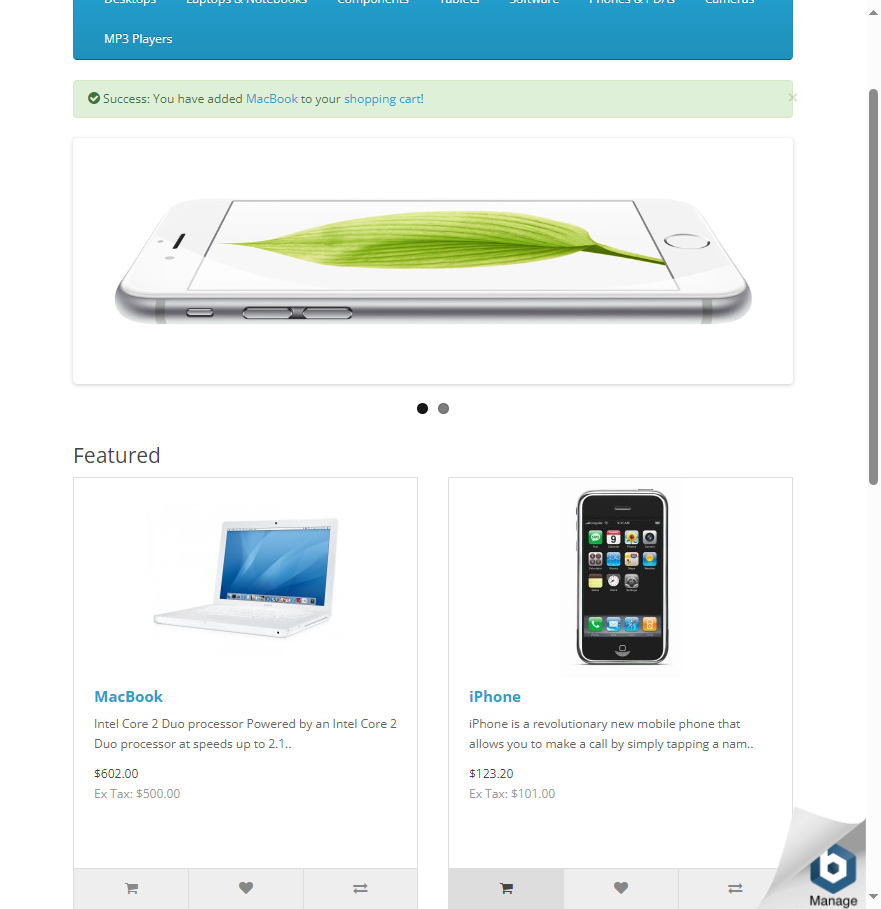 Desktops Laptops & Notebooks Components Tablets Software Phones & PDAs Cameras
MP3 Players
Success: You have added MacBook to your shopping cart!
×
Featured
MacBook
Intel Core 2 Duo processor Powered by an Intel Core 2
Duo processor at speeds up to 2.1..
$602.00
Ex Tax: $500.00
iPhone
iPhone is a revolutionary new mobile phone that
allows you to make a call by simply tapping a nam..
$123.20
Ex Tax: $101.00
Manage